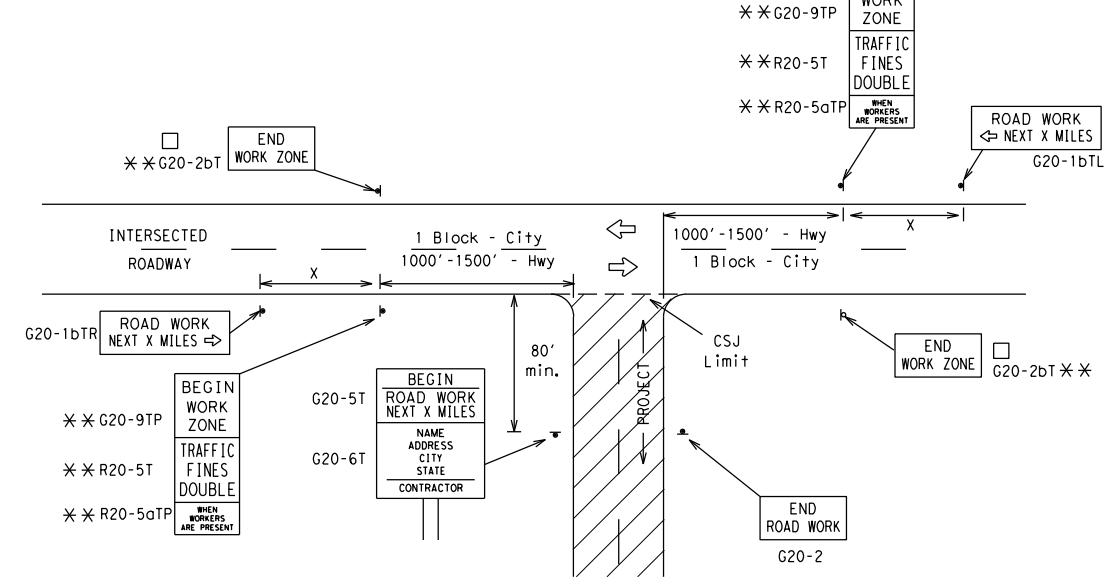 WORK
ZONE
✳✳G20-9TP
TRAFFIC
FINES
DOUBLE
✳✳R20-5T
WHEN
WORKERS
ARE PRESENT
✳✳R20-5aTP
ROAD WORK
⇦ NEXT X MILES
G20-1bTL
END
WORK ZONE
□
✳✳G20-2bT
INTERSECTED
ROADWAY
X
1 Block - City
1000'-1500' - Hwy
1000'-1500' - Hwy
1 Block - City
X
G20-1bTR
ROAD WORK
NEXT X MILES ⇨
80'
min.
PROJECT
CSJ
Limit
END
WORK ZONE
□
G20-2bT ✳✳
BEGIN
WORK
ZONE
✳✳G20-9TP
TRAFFIC
FINES
DOUBLE
✳✳R20-5T
WHEN
WORKERS
ARE PRESENT
✳✳R20-5aTP
G20-5T
BEGIN
ROAD WORK
NEXT X MILES
G20-6T
NAME
ADDRESS
CITY
STATE
CONTRACTOR
END
ROAD WORK
G20-2